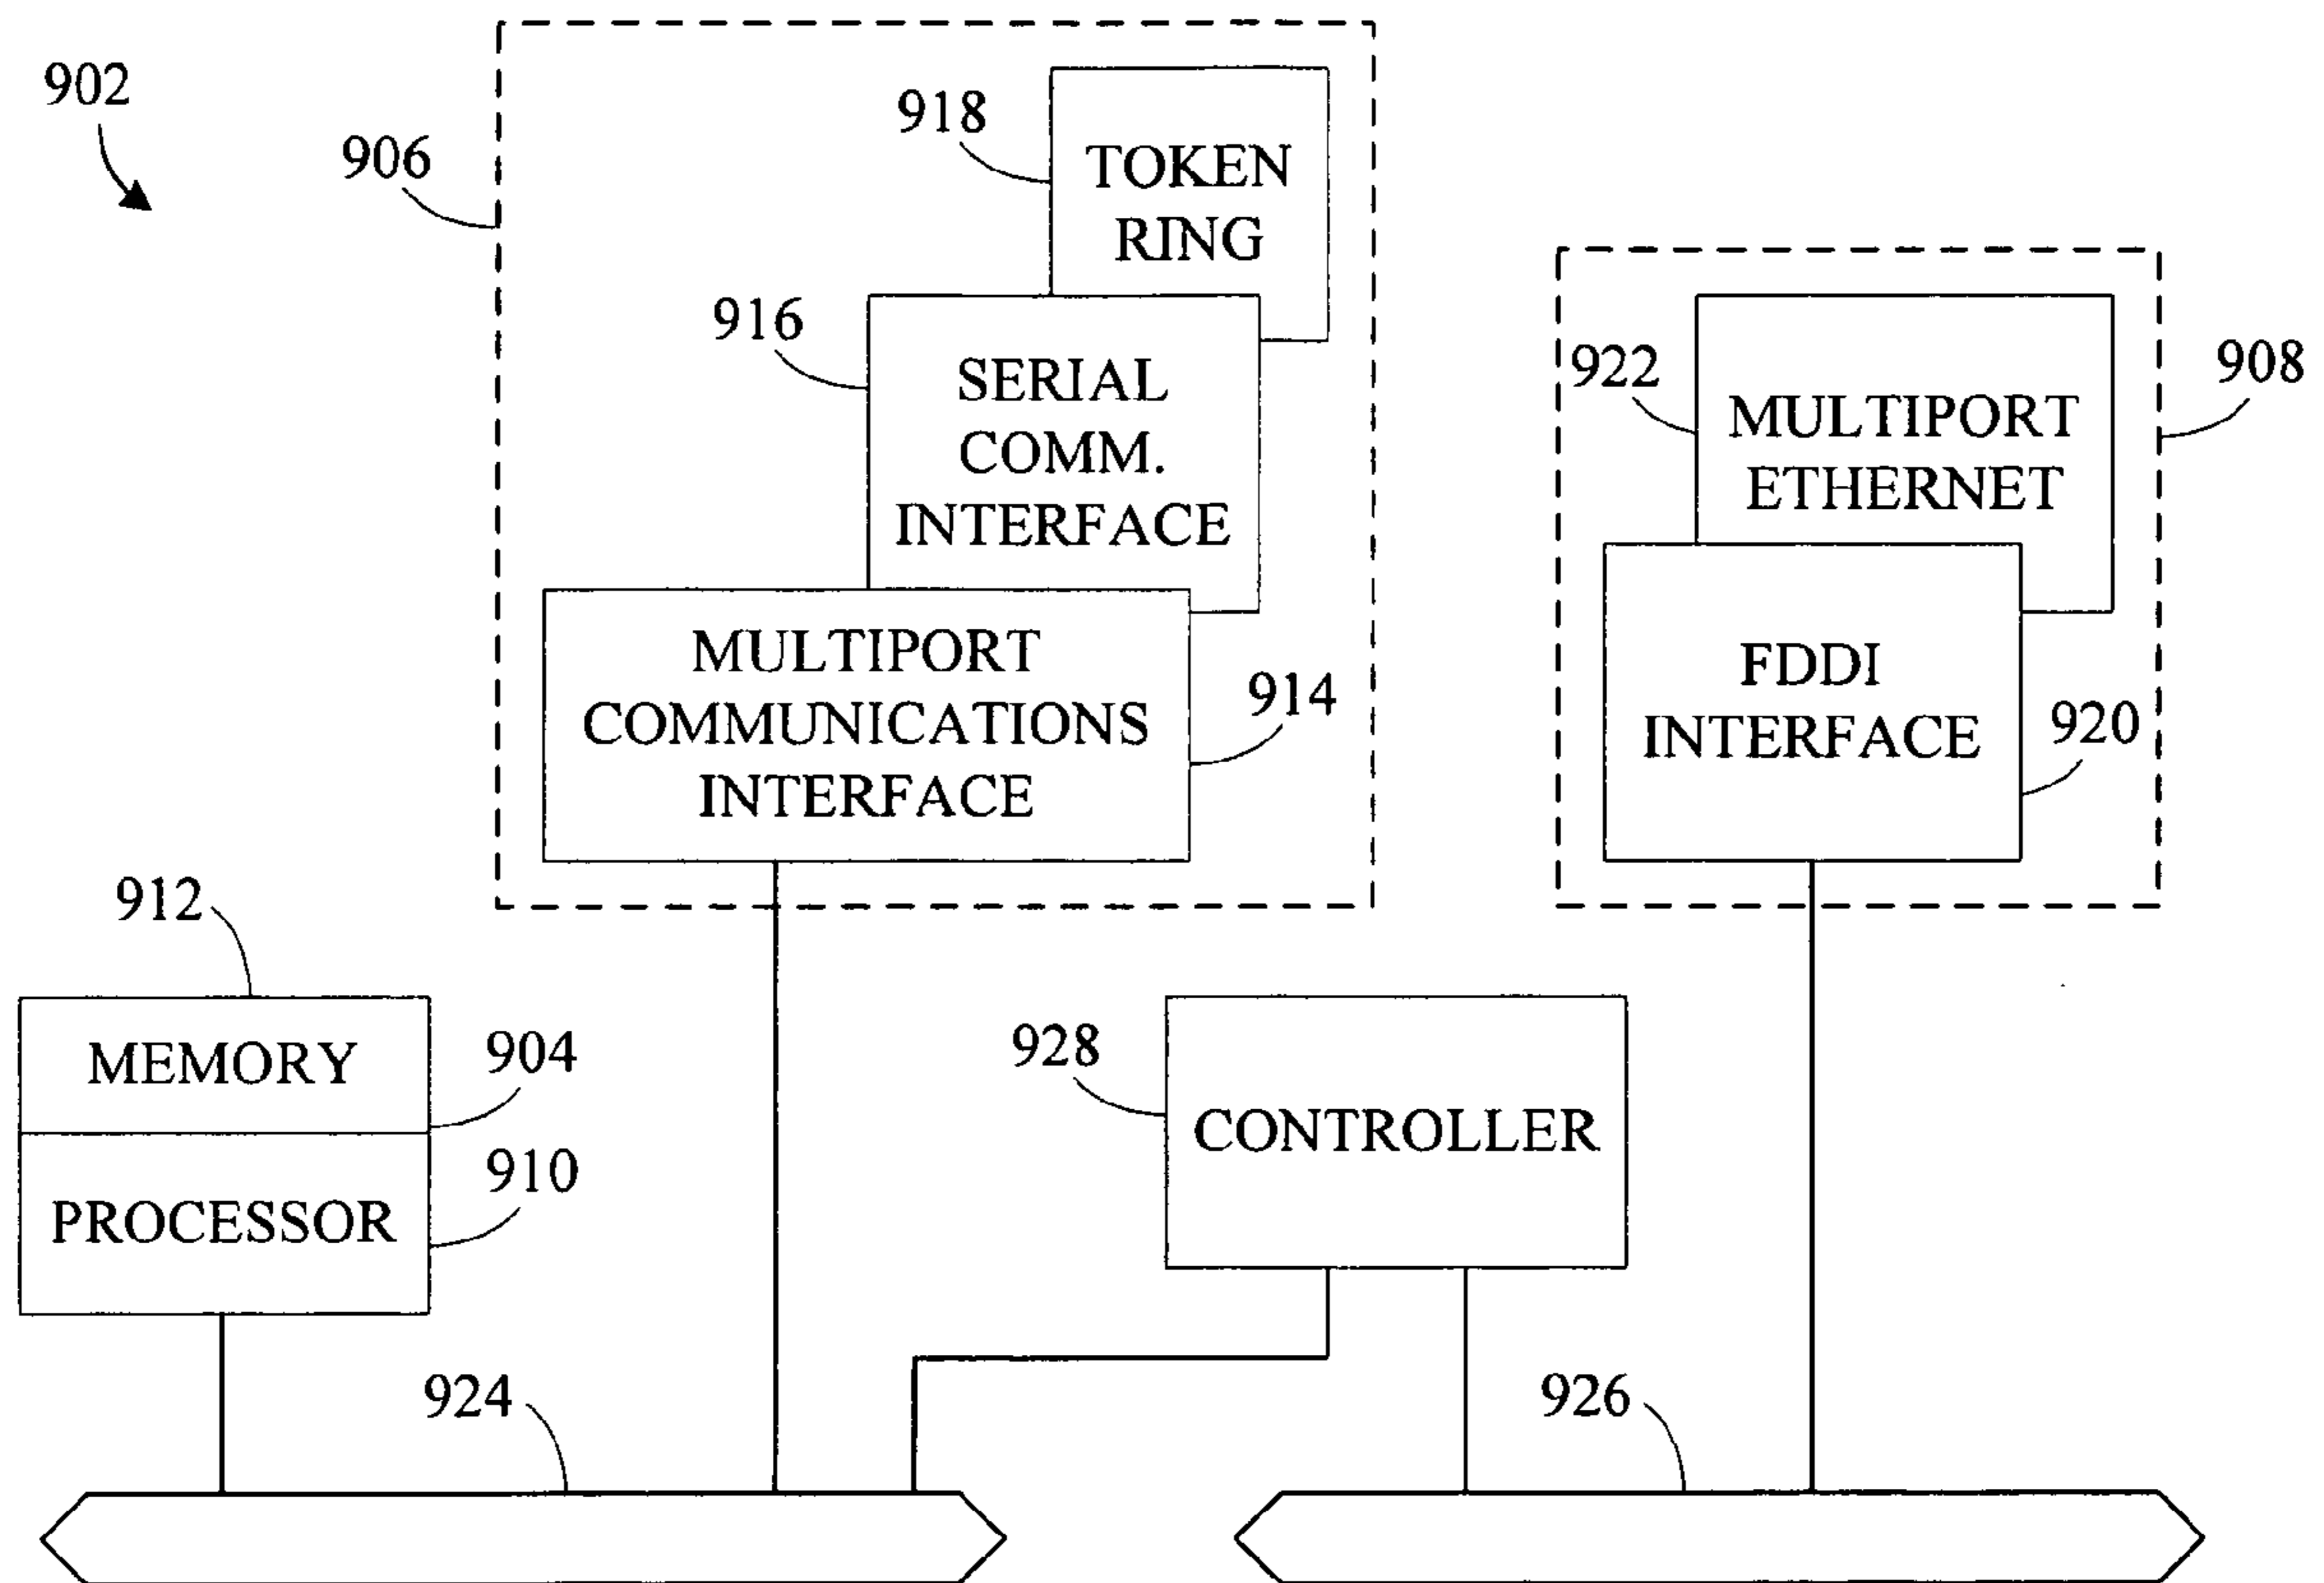 902
906
918
TOKEN
RING
916
SERIAL
COMM.
INTERFACE
922
MULTIPORT
ETHERNET
908
MULTIPORT
COMMUNICATIONS
INTERFACE
914
FDDI
INTERFACE
920
912
MEMORY
904
PROCESSOR
910
928
CONTROLLER
924
926